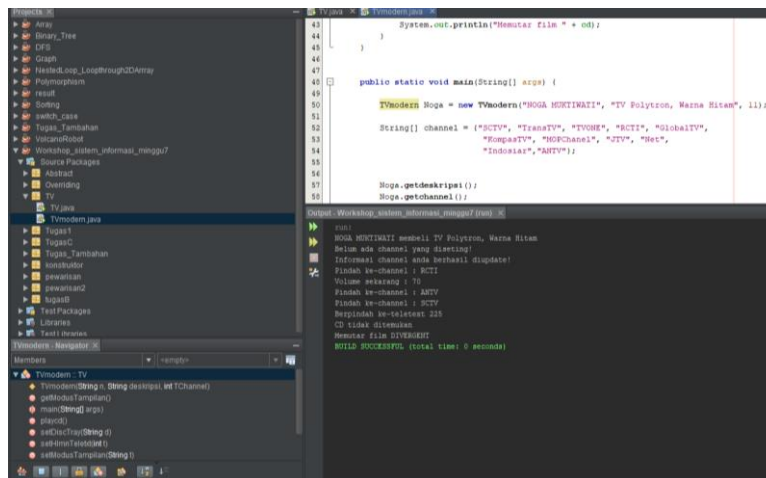 Projects ×
Array
Binary_Tree
DFS
Graph
NestedLoop_Loopthrough2DArrray
Polymorphism
result
Sorting
switch_case
Tugas_Tambahan
VolcanoRobot
Workshop_sistem_informasi_minggu7
Source Packages
Abstract
Overriding
TV
TV.java
TVmodern.java
Tugas1
TugasC
Tugas_Tambahan
konstruktor
pewarisan
pewarisan2
tugasB
Test Packages
Libraries
Test Libraries
TVmodern - Navigator ×
Members <empty>
TVmodern :: TV
TVmodern(String n, String deskripsi, int TChannel)
getModusTampilan()
main(String[] args)
playcd()
setDiscTray(String d)
setHlmnTeletxt(int t)
setModusTampilan(String t)
TV.java × TVmodern.java ×
43 System.out.println("Memutar film " + cd);
44 }
45 }
46
47
48 public static void main(String[] args) {
49
50 TVmodern Noga = new TVmodern("NOGA MUKTIWATI", "TV Polytron, Warna Hitam", 11);
51
52 String[] channel = {"SCTV", "TransTV", "TVONE", "RCTI", "GlobalTV",
53 "KompasTV", "MOPChanel", "JTV", "Net",
54 "Indosiar","ANTV"};
55
56
57 Noga.getdeskripsi();
58 Noga.getchannel();
Output - Workshop_sistem_informasi_minggu7 (run) ×
run:
NOGA MUKTIWATI membeli TV Polytron, Warna Hitam
Belum ada channel yang diseting!
Informasi channel anda berhasil diupdate!
Pindah ke-channel : RCTI
Volume sekarang : 70
Pindah ke-channel : ANTV
Pindah ke-channel : SCTV
Berpindah ke-teletext 225
CD tidak ditemukan
Memutar film DIVERGENT
BUILD SUCCESSFUL (total time: 0 seconds)